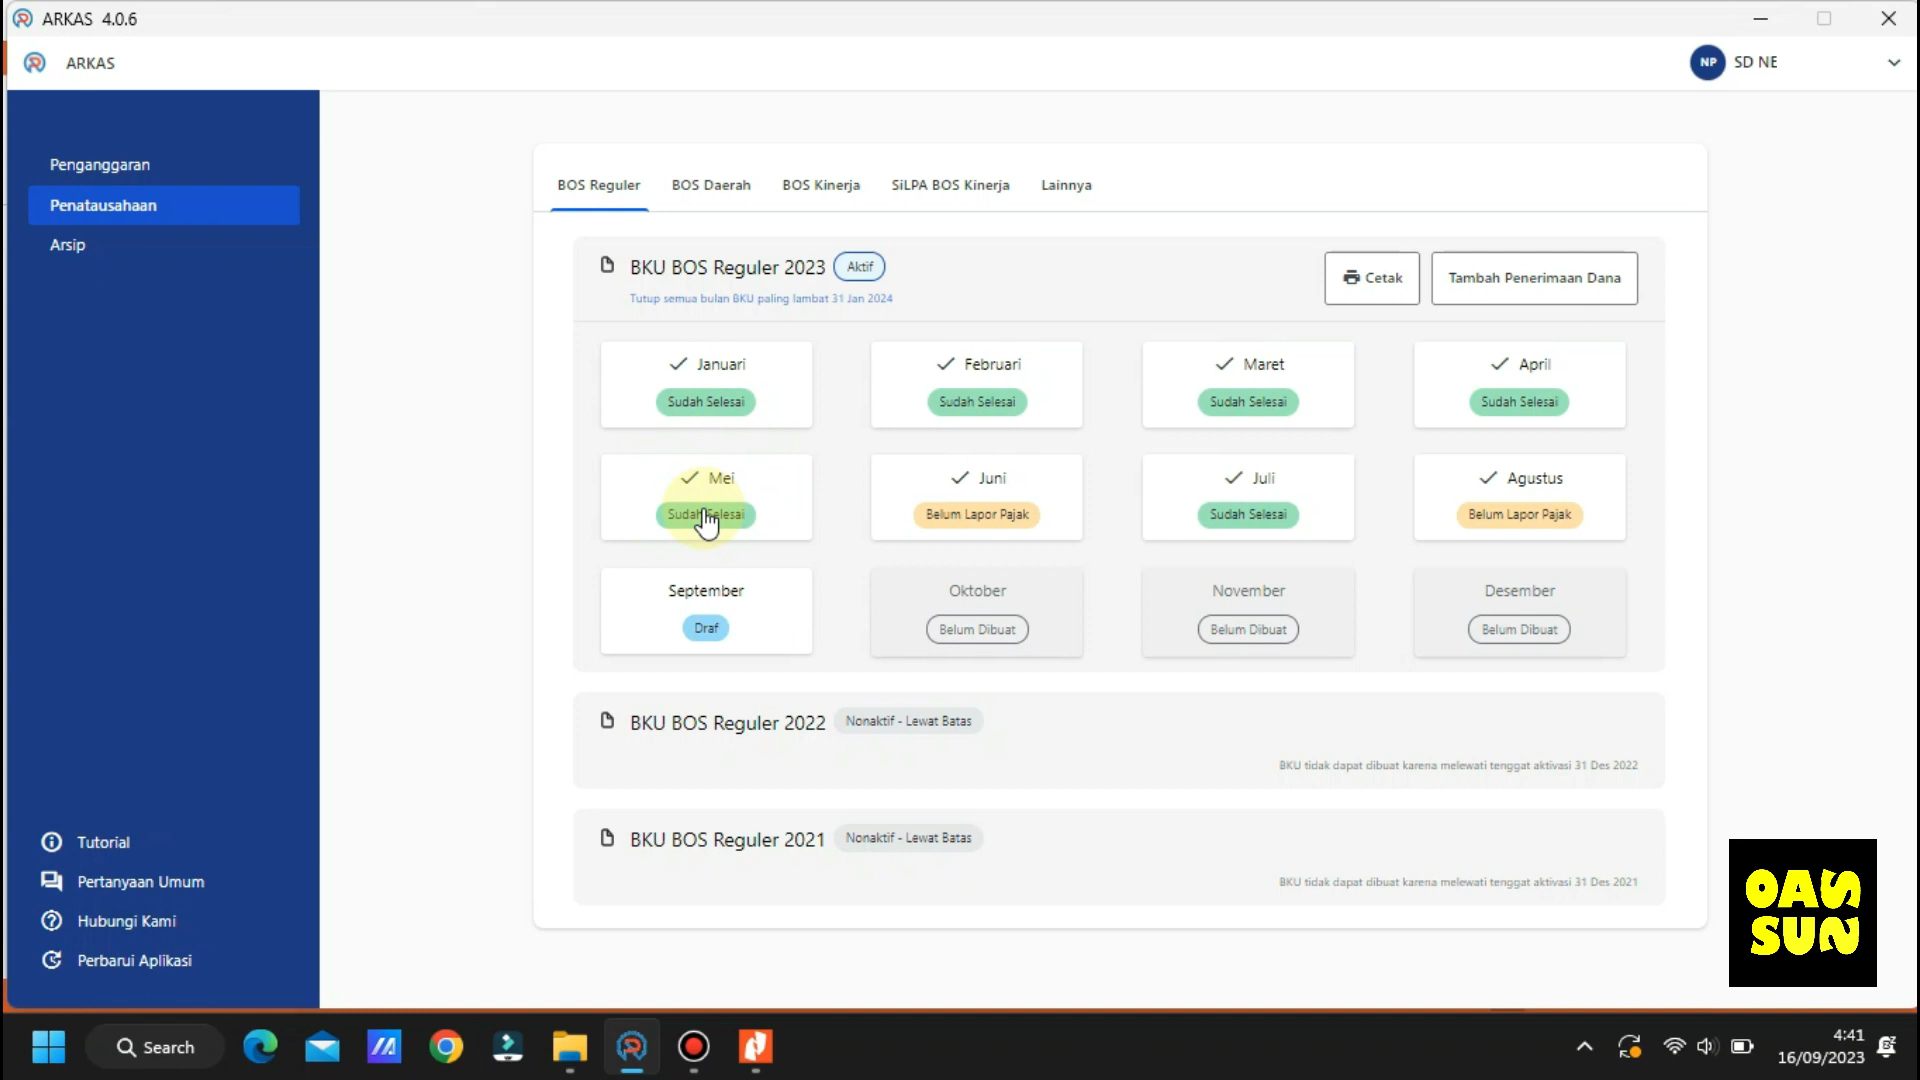 ARKAS 4.0.6
ARKAS
NP
SD NE
Penganggaran
Penatausahaan
Arsip
BOS Reguler
BOS Daerah
BOS Kinerja
SiLPA BOS Kinerja
Lainnya
BKU BOS Reguler 2023
Aktif
Tutup semua bulan BKU paling lambat 31 Jan 2024
Cetak
Tambah Penerimaan Dana
Januari
Sudah Selesai
Februari
Sudah Selesai
Maret
Sudah Selesai
April
Sudah Selesai
Mei
Sudah Selesai
Juni
Belum Lapor Pajak
Juli
Sudah Selesai
Agustus
Belum Lapor Pajak
September
Draf
Oktober
Belum Dibuat
November
Belum Dibuat
Desember
Belum Dibuat
BKU BOS Reguler 2022
Nonaktif - Lewat Batas
BKU tidak dapat dibuat karena melewati tenggat aktivasi 31 Des 2022
BKU BOS Reguler 2021
Nonaktif - Lewat Batas
BKU tidak dapat dibuat karena melewati tenggat aktivasi 31 Des 2021
Tutorial
Pertanyaan Umum
Hubungi Kami
Perbarui Aplikasi
OAS
SUN
Search
4:41
16/09/2023